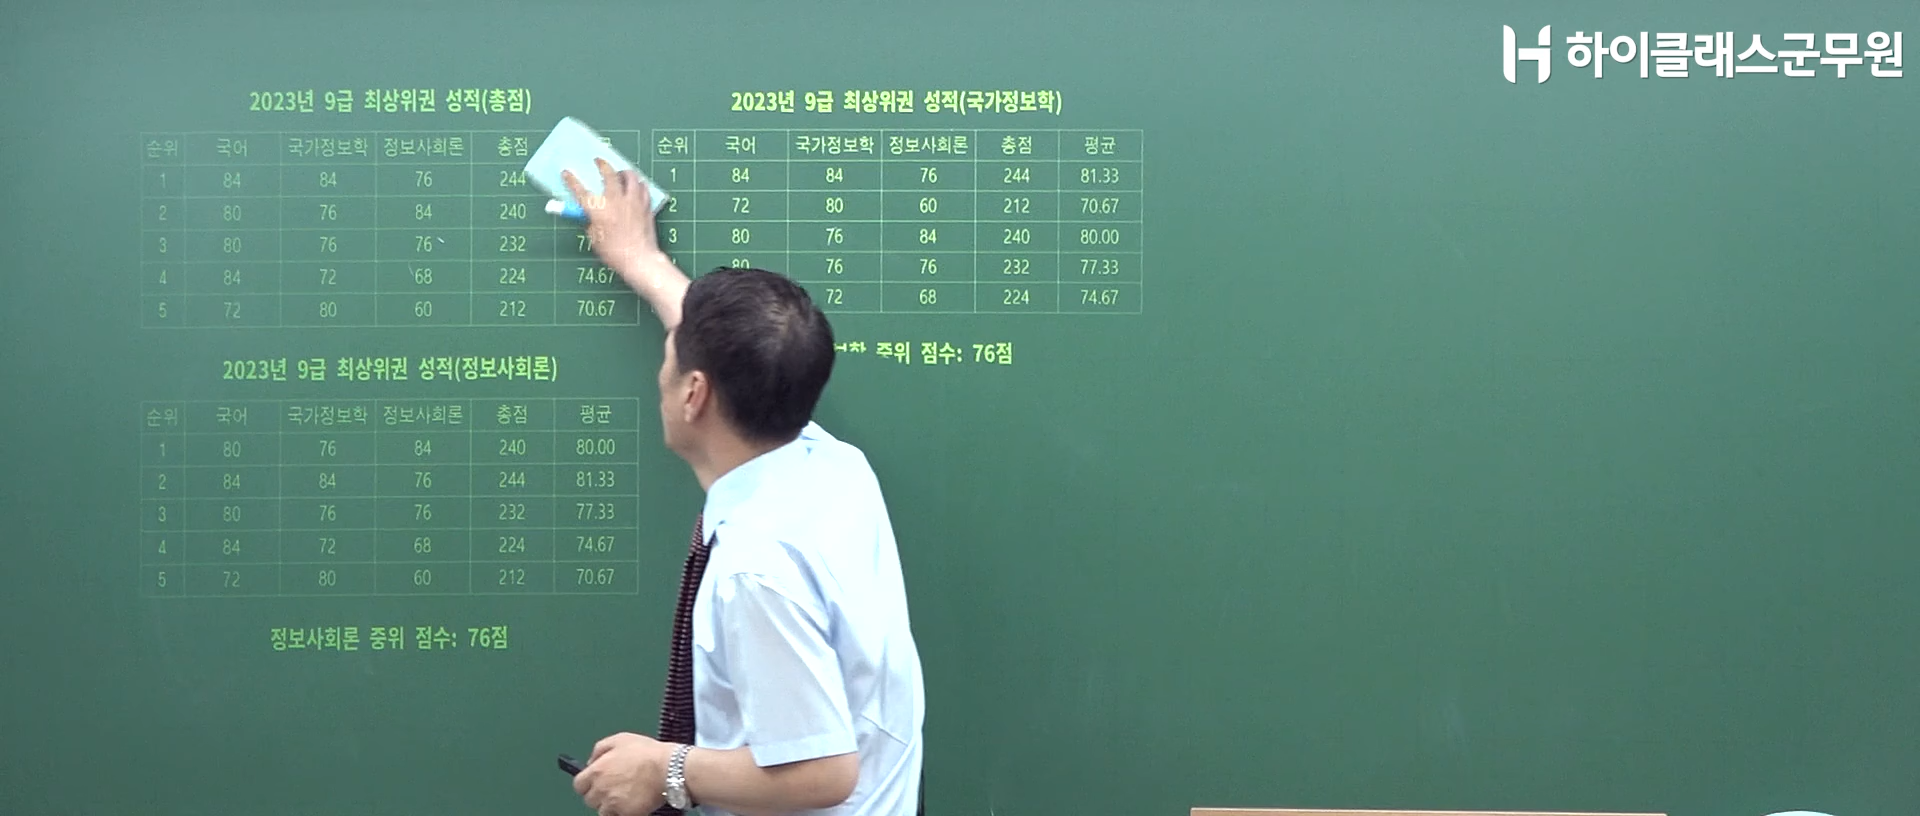 하이클래스군무원
2023년 9급 최상위권 성적(총점)
순위 국어 국가정보학 정보사회론 총점
1 84 84 76 244
2 80 76 84 240
3 80 76 76 232
4 84 72 68 224 74.67
5 72 80 60 212 70.67
2023년 9급 최상위권 성적(국가정보학)
순위 국어 국가정보학 정보사회론 총점 평균
1 84 84 76 244 81.33
2 72 80 60 212 70.67
3 80 76 84 240 80.00
80 76 76 232 77.33
72 68 224 74.67
중위 점수: 76점
2023년 9급 최상위권 성적(정보사회론)
순위 국어 국가정보학 정보사회론 총점 평균
1 80 76 84 240 80.00
2 84 84 76 244 81.33
3 80 76 76 232 77.33
4 84 72 68 224 74.67
5 72 80 60 212 70.67
정보사회론 중위 점수: 76점